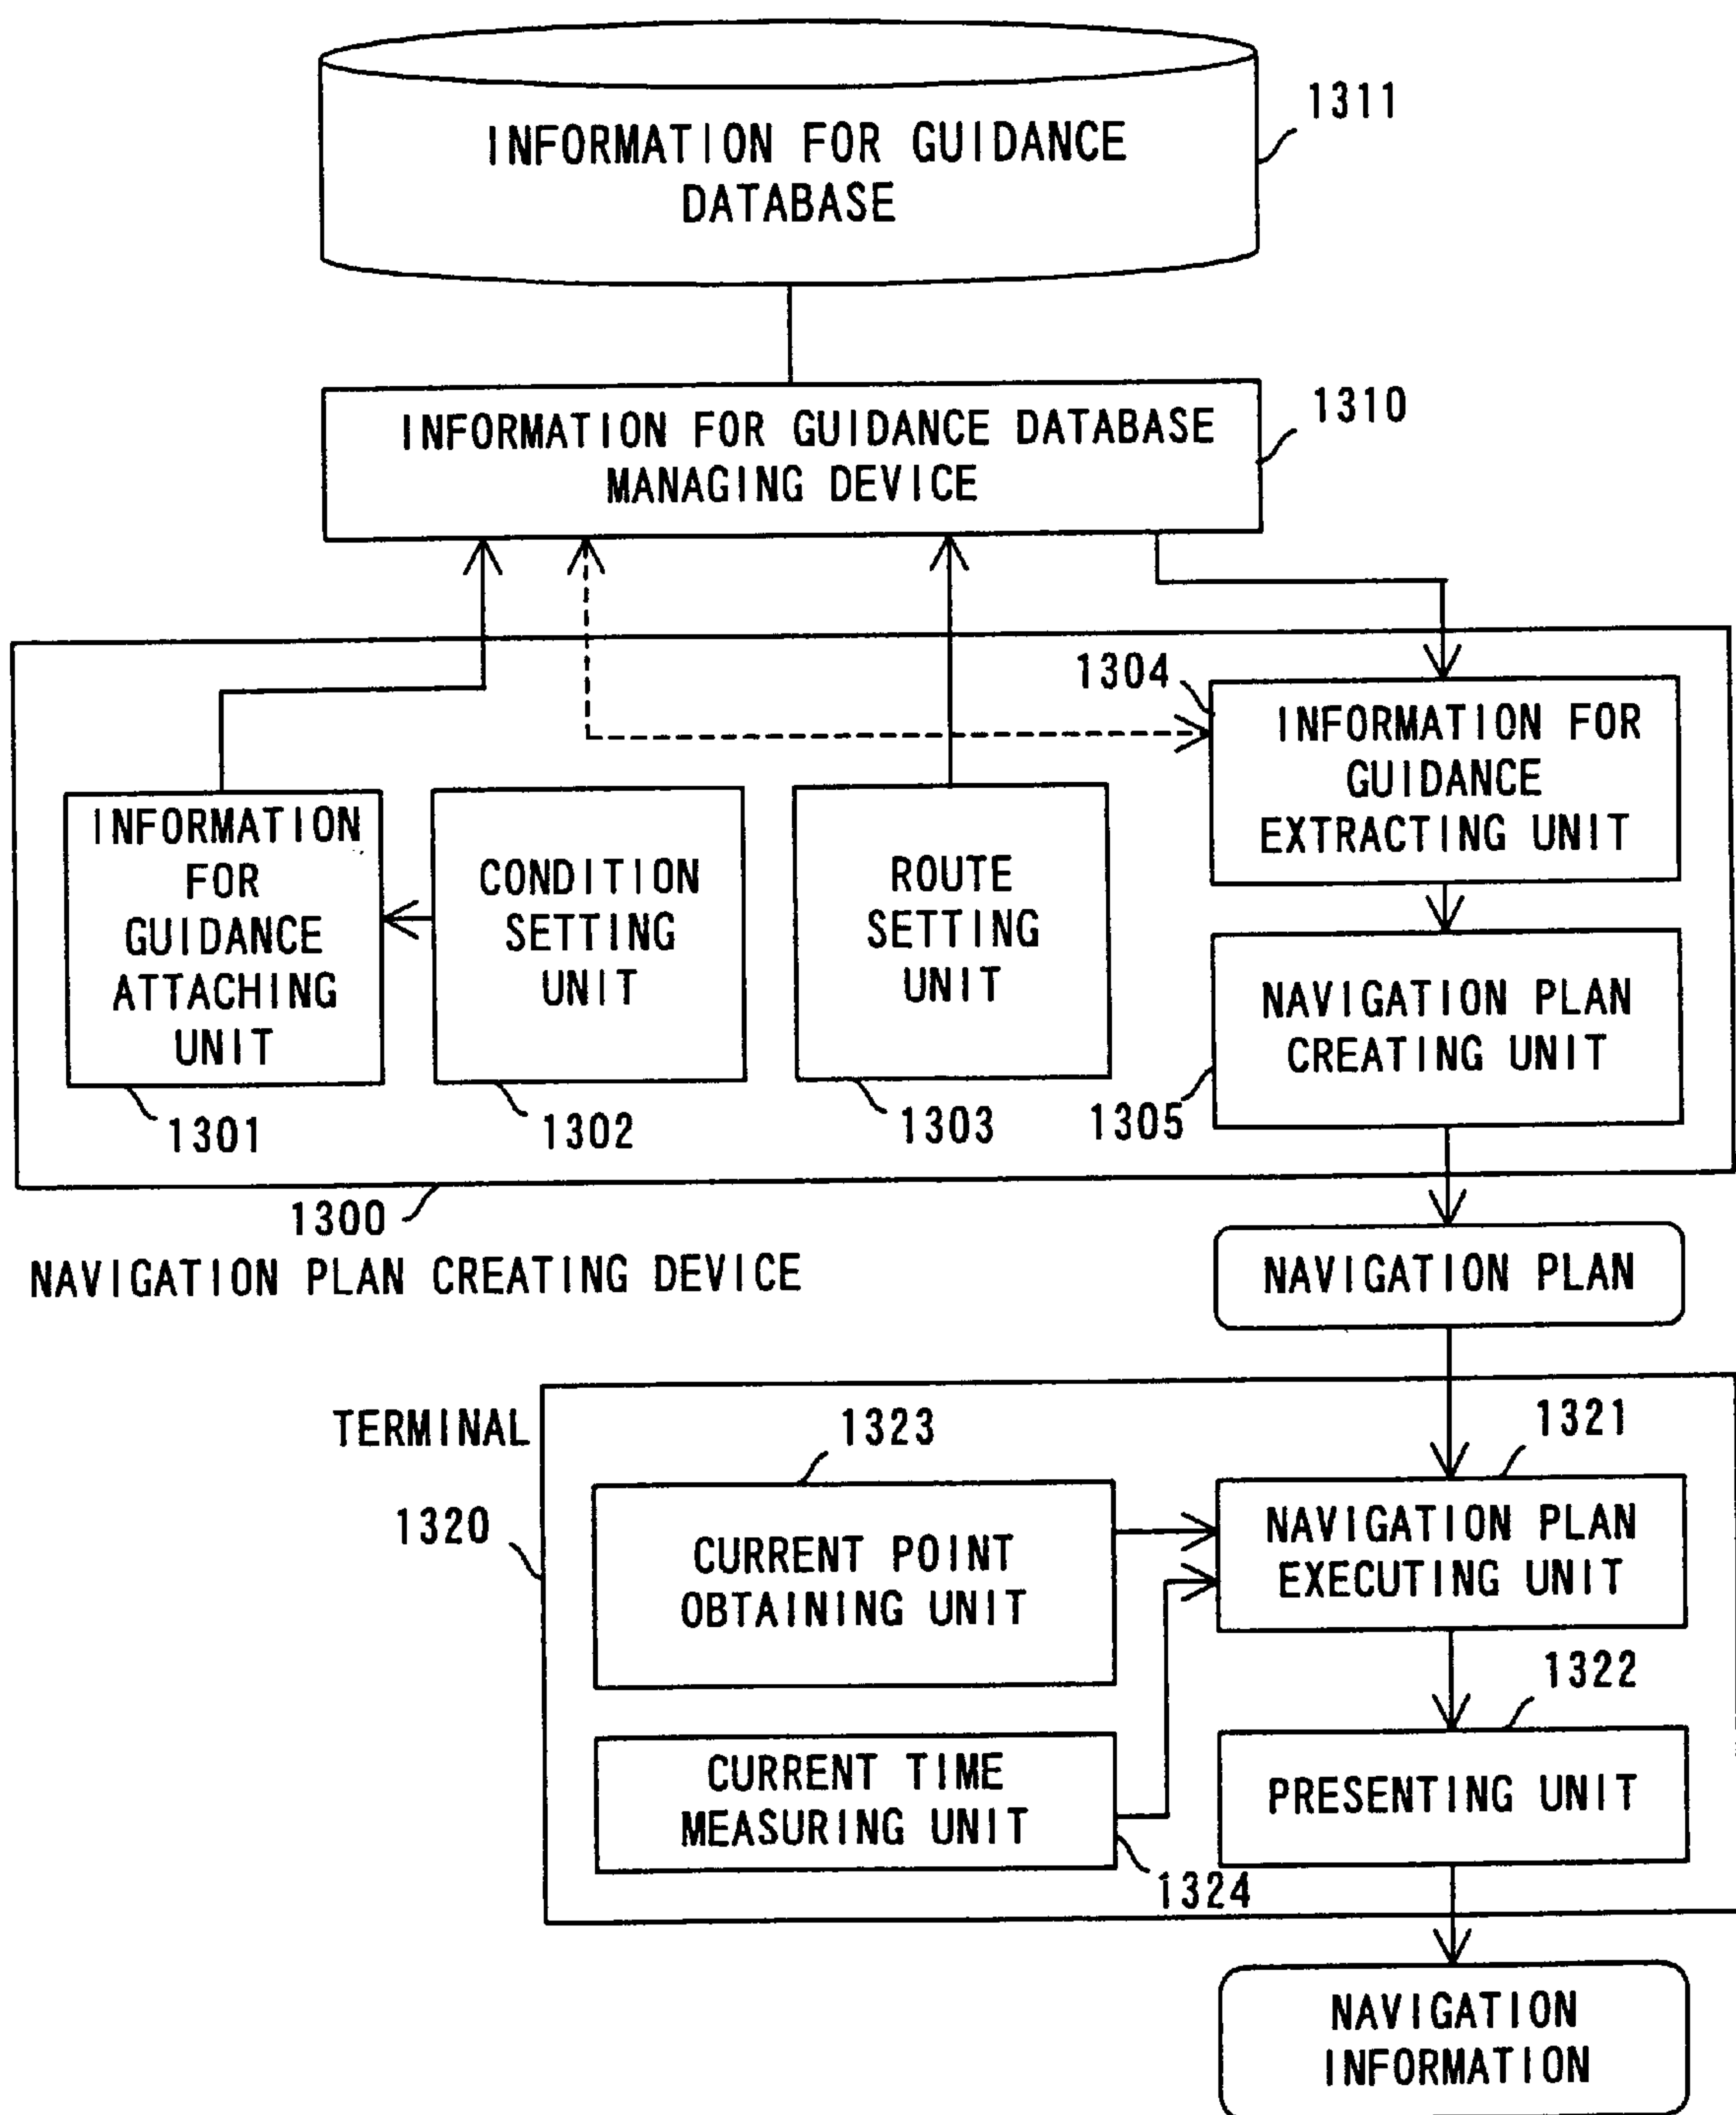 INFORMATION FOR GUIDANCE
DATABASE
1311
INFORMATION FOR GUIDANCE DATABASE
MANAGING DEVICE
1310
1304
INFORMATION FOR
GUIDANCE
EXTRACTING UNIT
INFORMATION
FOR
GUIDANCE
ATTACHING
UNIT
CONDITION
SETTING
UNIT
ROUTE
SETTING
UNIT
NAVIGATION PLAN
CREATING UNIT
1301
1302
1303
1305
1300
NAVIGATION PLAN CREATING DEVICE
NAVIGATION PLAN
TERMINAL
1320
1323
1321
CURRENT POINT
OBTAINING UNIT
NAVIGATION PLAN
EXECUTING UNIT
1322
CURRENT TIME
MEASURING UNIT
PRESENTING UNIT
1324
NAVIGATION
INFORMATION